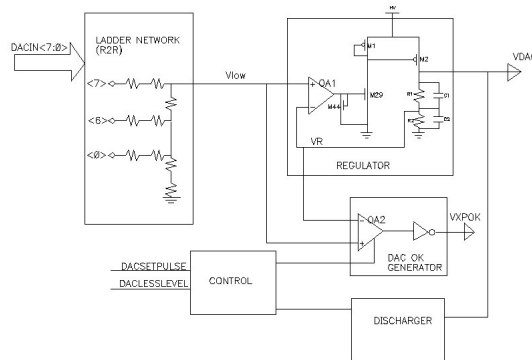 DACIN<7:0>
LADDER NETWORK
(R2R)
<7>
<6>
<0>
Vlow
HV
M1
M2
VDAC
OA1
M44
M29
R1
R2
C1
VR
REGULATOR
OA2
VXPOK
DAC OK
GENERATOR
DACSETPULSE
DACLESSLEVEL
CONTROL
DISCHARGER